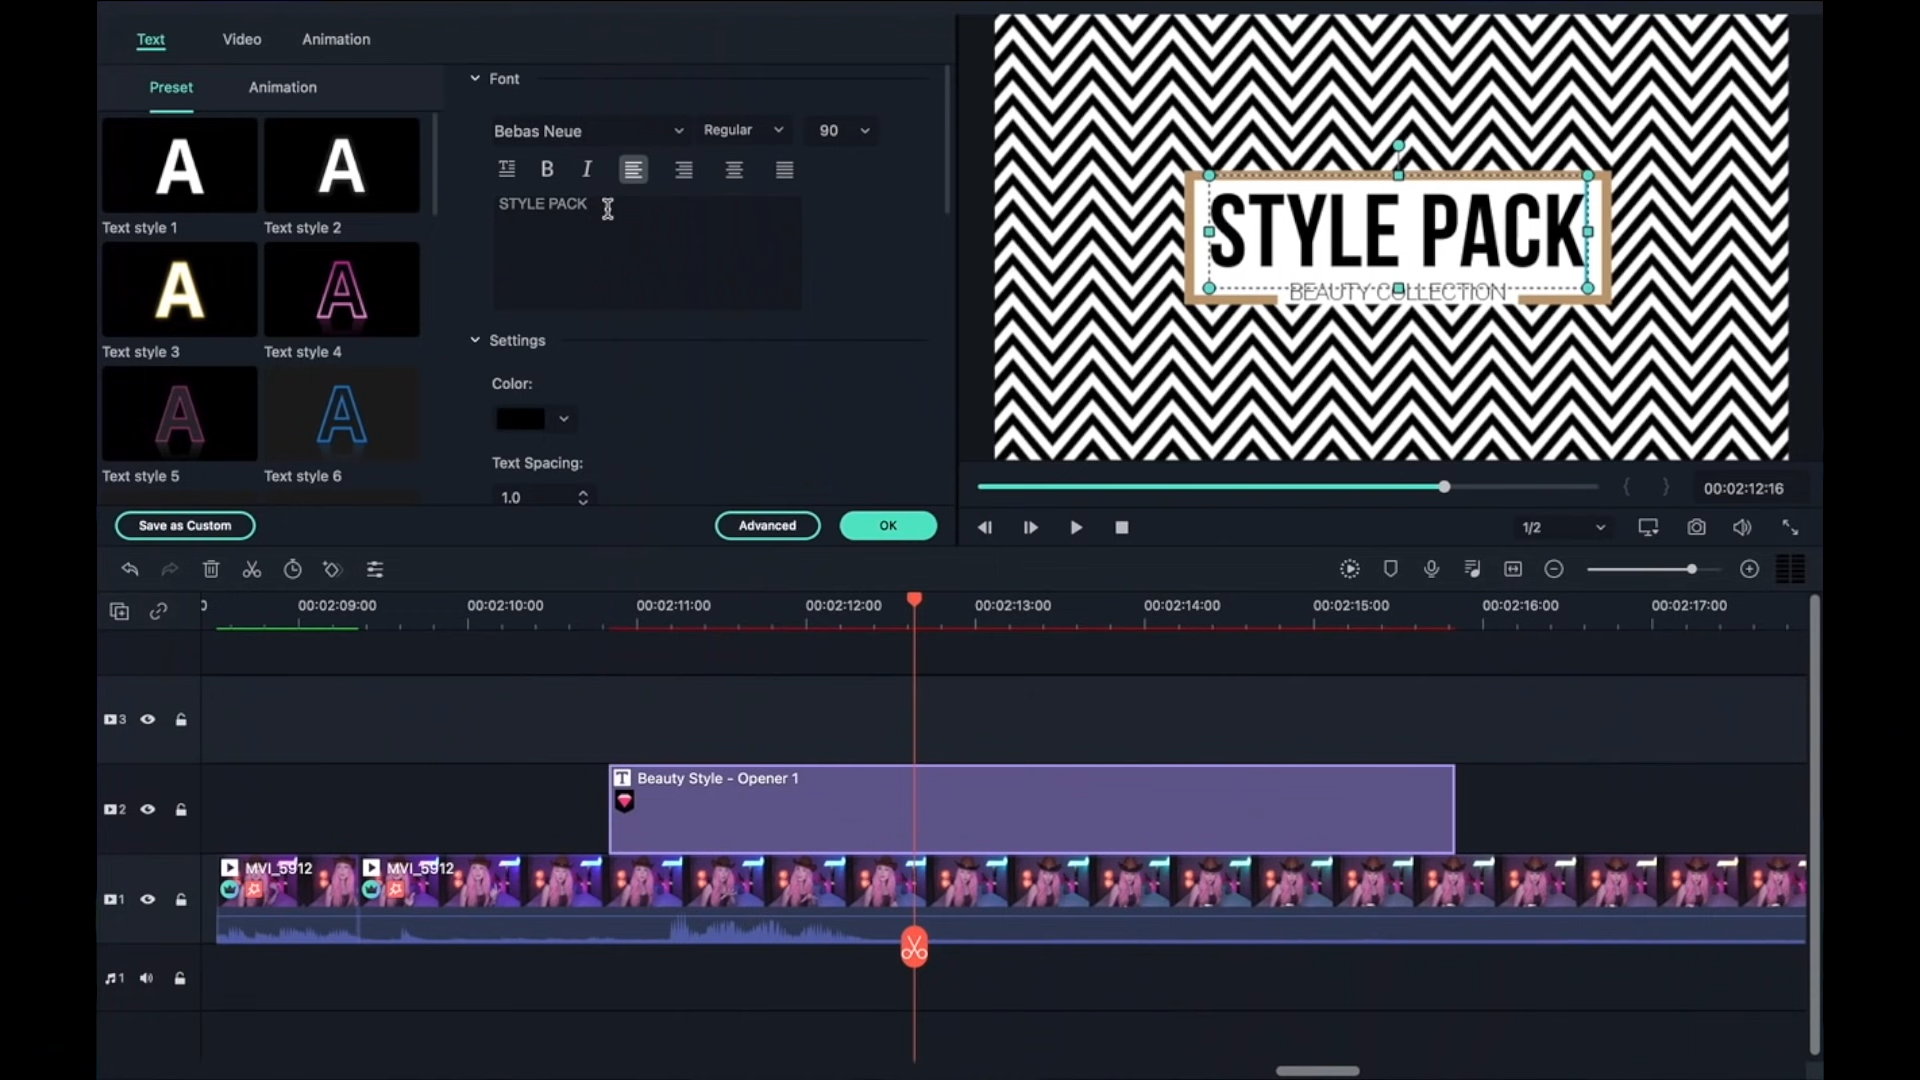 Text
Video
Animation
Preset
Animation
Font
Bebas Neue
Regular
90
B
I
STYLE PACK
A
A
Text style 1
Text style 2
A
A
Text style 3
Text style 4
A
A
Text style 5
Text style 6
Settings
Color:
Text Spacing:
1.0
Save as Custom
Advanced
OK
STYLE PACK
BEAUTY COLLECTION
{ }
00:02:12:16
1/2
0
00:02:09:00
00:02:10:00
00:02:11:00
00:02:12:00
00:02:13:00
00:02:14:00
00:02:15:00
00:02:16:00
00:02:17:00
3
2
T Beauty Style - Opener 1
1
MVI_5912
MVI_5912
1